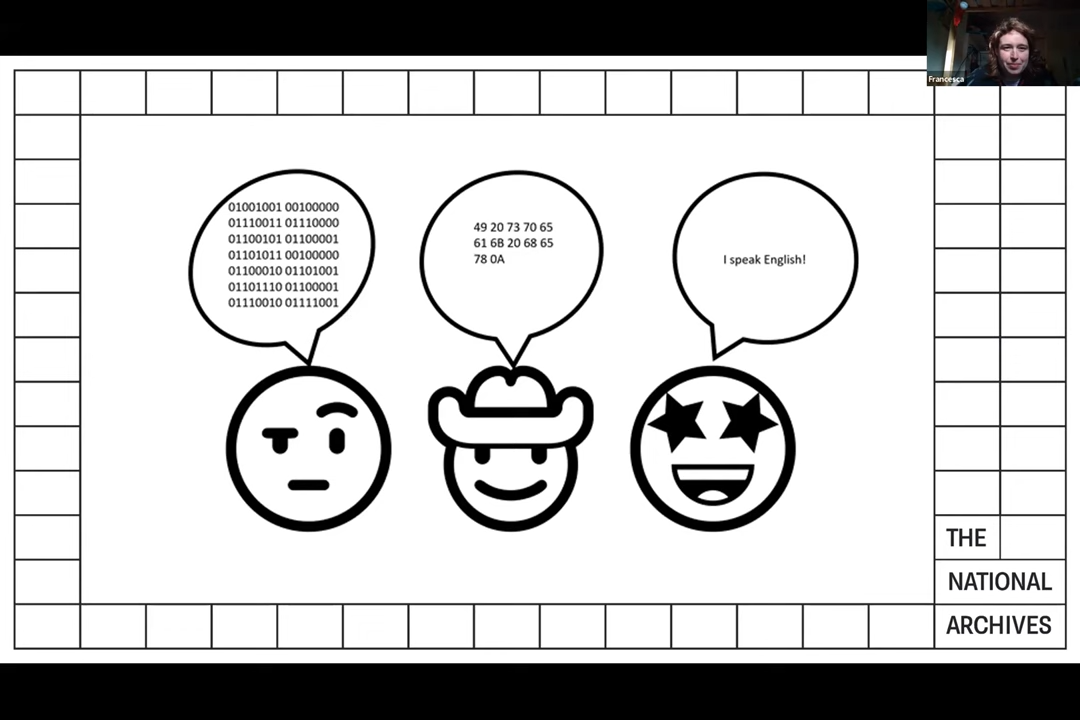 Francesca
01001001 00100000
01110011 01110000
01100101 01100001
01101011 00100000
01100010 01101001
01101110 01100001
01110010 01111001
49 20 73 70 65
61 6B 20 68 65
78 0A
I speak English!
THE
NATIONAL
ARCHIVES